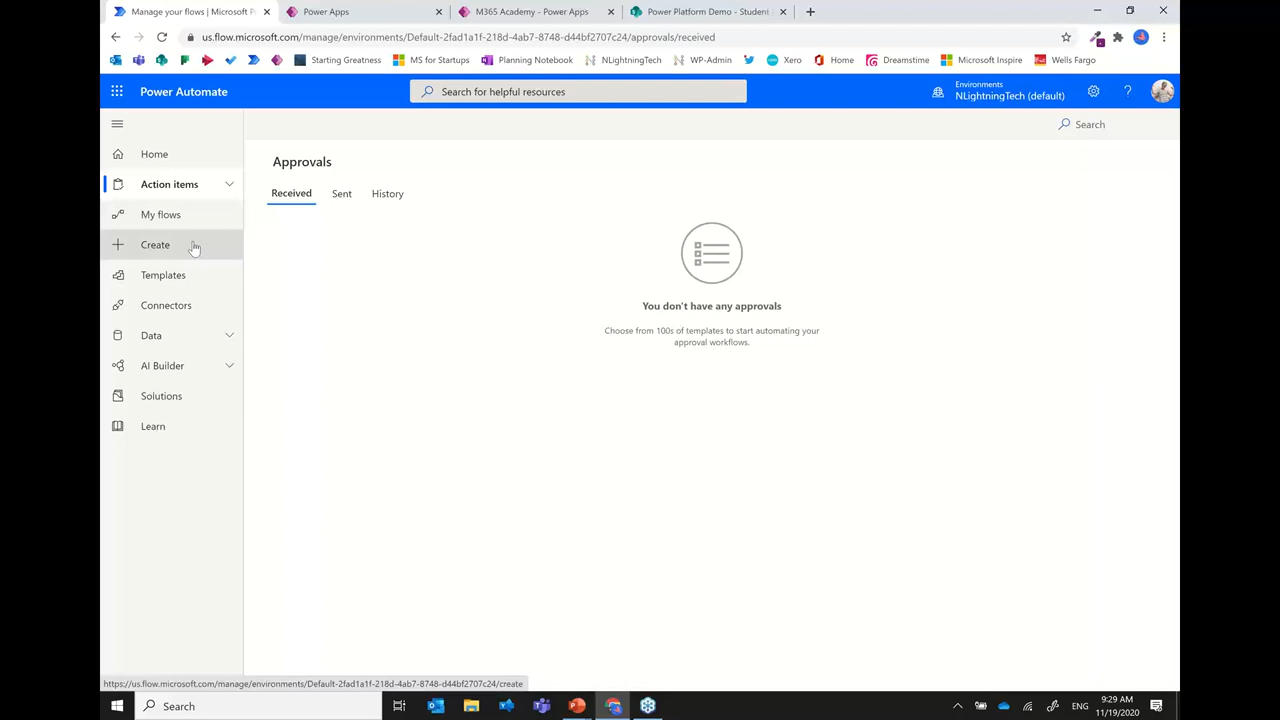 Manage your flows | Microsoft P
Power Apps
M365 Academy - Power Apps
Power Platform Demo - Student
us.flow.microsoft.com/manage/environments/Default-2fad1a1f-218d-4ab7-8748-d44bf2707c24/approvals/received
Starting Greatness
MS for Startups
Planning Notebook
NLightningTech
WP-Admin
Xero
Home
Dreamstime
Microsoft Inspire
Wells Fargo
Power Automate
Search for helpful resources
Environments
NLightningTech (default)
Search
Home
Action items
My flows
Create
Templates
Connectors
Data
AI Builder
Solutions
Learn
Approvals
Received
Sent
History
You don't have any approvals
Choose from 100s of templates to start automating your
approval workflows.
https://us.flow.microsoft.com/manage/environments/Default-2fad1a1f-218d-4ab7-8748-d44bf2707c24/create
Search
ENG
9:29 AM
11/19/2020